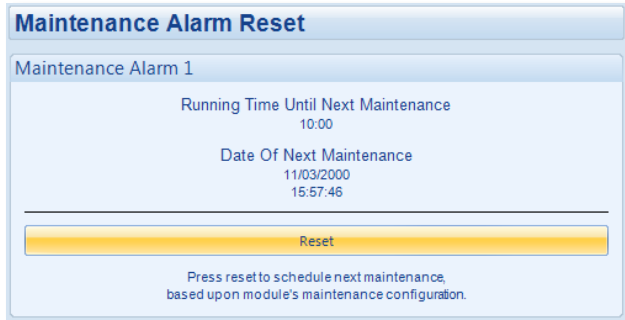 Maintenance Alarm Reset
Maintenance Alarm 1
Running Time Until Next Maintenance
10:00
Date Of Next Maintenance
11/03/2000
15:57:46
Reset
Press reset to schedule next maintenance,
based upon module's maintenance configuration.